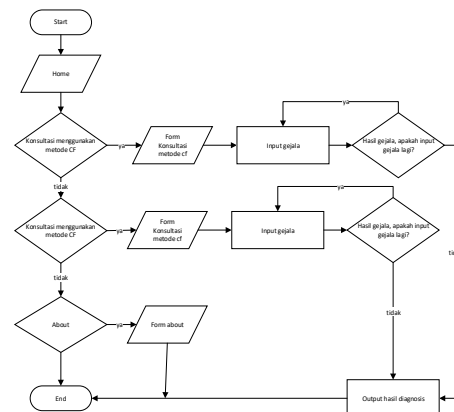 Start
Home
Konsultasi menggunakan
metode CF
ya
Form
Konsultasi
metode cf
Input gejala
ya
Hasil gejala, apakah input
gejala lagi?
tidak
Konsultasi menggunakan
metode CF
ya
Form
Konsultasi
metode cf
Input gejala
ya
Hasil gejala, apakah input
gejala lagi?
tidak
tidak
About
ya
Form about
End
Output hasil diagnosis